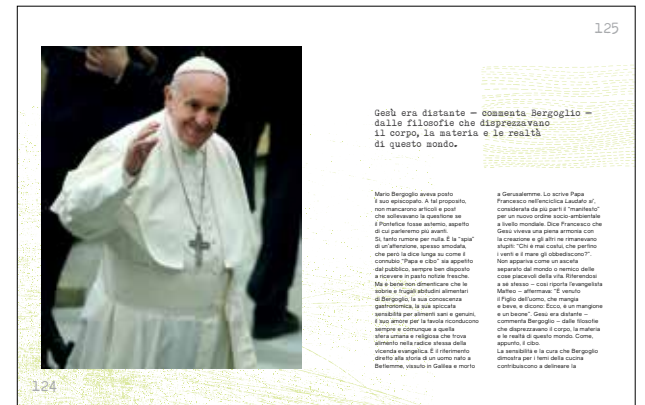 125
Gesù era distante — commenta Bergoglio —
dalle filosofie che disprezzavano
il corpo, la materia e le realtà
di questo mondo.
Mario Bergoglio aveva posto
il suo episcopato. A tal proposito,
non mancarono articoli e post
che sollevavano la questione se
il Pontefice fosse astemio, aspetto
di cui parleremo più avanti.
Sì, tanto rumore per nulla. È la “spia”
di un’attenzione, spesso smodata,
che però la dice lunga su come il
connubio “Papa e cibo” sia appetito
dal pubblico, sempre ben disposto
a ricevere in pasto notizie fresche.
Ma è bene non dimenticare che le
sobrie e frugali abitudini alimentari
di Bergoglio, la sua conoscenza
gastronomica, la sua spiccata
sensibilità per alimenti sani e genuini,
il suo amore per la tavola riconducono
sempre e comunque a quella
sfera umana e religiosa che trova
alimento nella radice stessa della
vicenda evangelica. È il riferimento
diretto alla storia di un uomo nato a
Betlemme, vissuto in Galilea e morto
a Gerusalemme. Lo scrive Papa
Francesco nell’enciclica Laudato si’,
considerata da più parti il “manifesto”
per un nuovo ordine socio-ambientale
a livello mondiale. Dice Francesco che
Gesù viveva una piena armonia con
la creazione e gli altri ne rimanevano
stupiti: “Chi è mai costui, che perfino
i venti e il mare gli obbediscono?”.
Non appariva come un asceta
separato dal mondo o nemico delle
cose piacevoli della vita. Riferendosi
a se stesso – così riporta l’evangelista
Matteo – affermava: “È venuto
il Figlio dell’uomo, che mangia
e beve, e dicono: Ecco, è un mangione
e un beone”. Gesù era distante –
commenta Bergoglio – dalle filosofie
che disprezzavano il corpo, la materia
e le realtà di questo mondo. Come,
appunto, il cibo.
La sensibilità e la cura che Bergoglio
dimostra per i temi della cucina
contribuiscono a delineare la
124